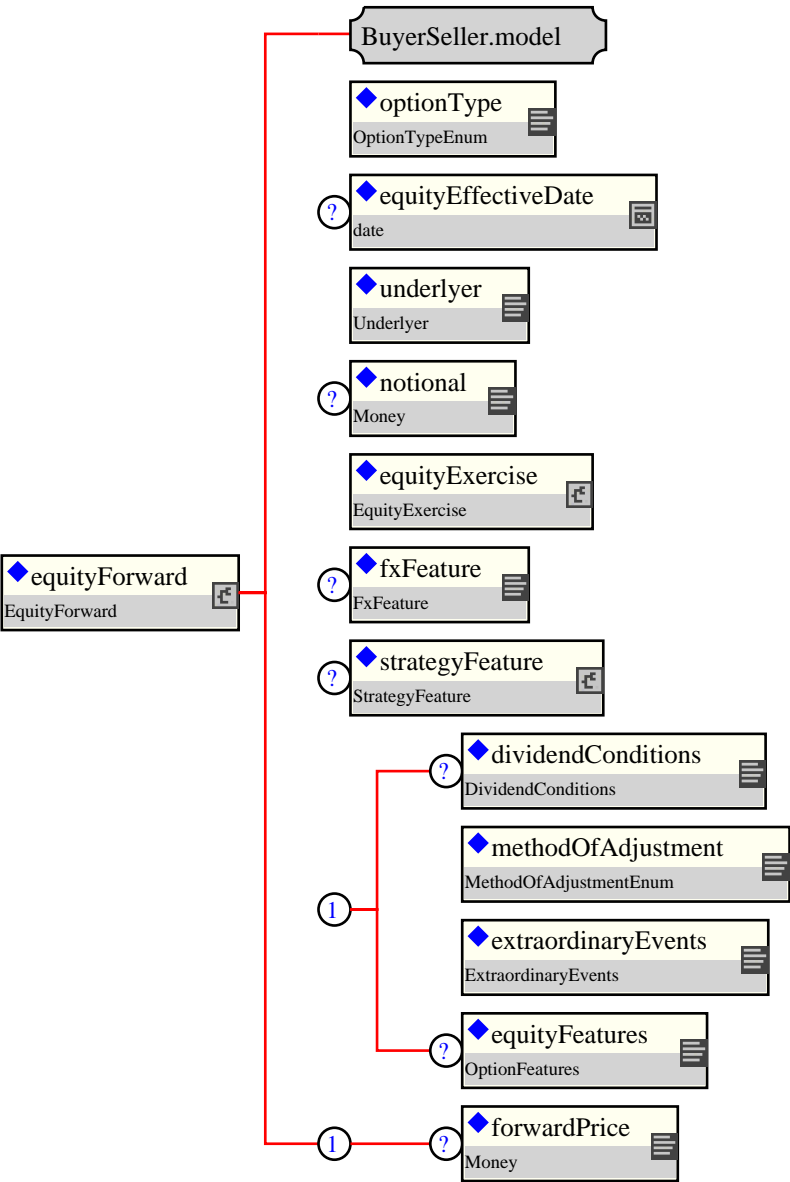 BuyerSeller.model
optionType
OptionTypeEnum
? equityEffectiveDate
date
underlyer
Underlyer
? notional
Money
equityExercise
EquityExercise
equityForward
EquityForward
? fxFeature
FxFeature
? strategyFeature
StrategyFeature
? dividendConditions
DividendConditions
methodOfAdjustment
MethodOfAdjustmentEnum
1
extraordinaryEvents
ExtraordinaryEvents
? equityFeatures
OptionFeatures
1 ? forwardPrice
Money